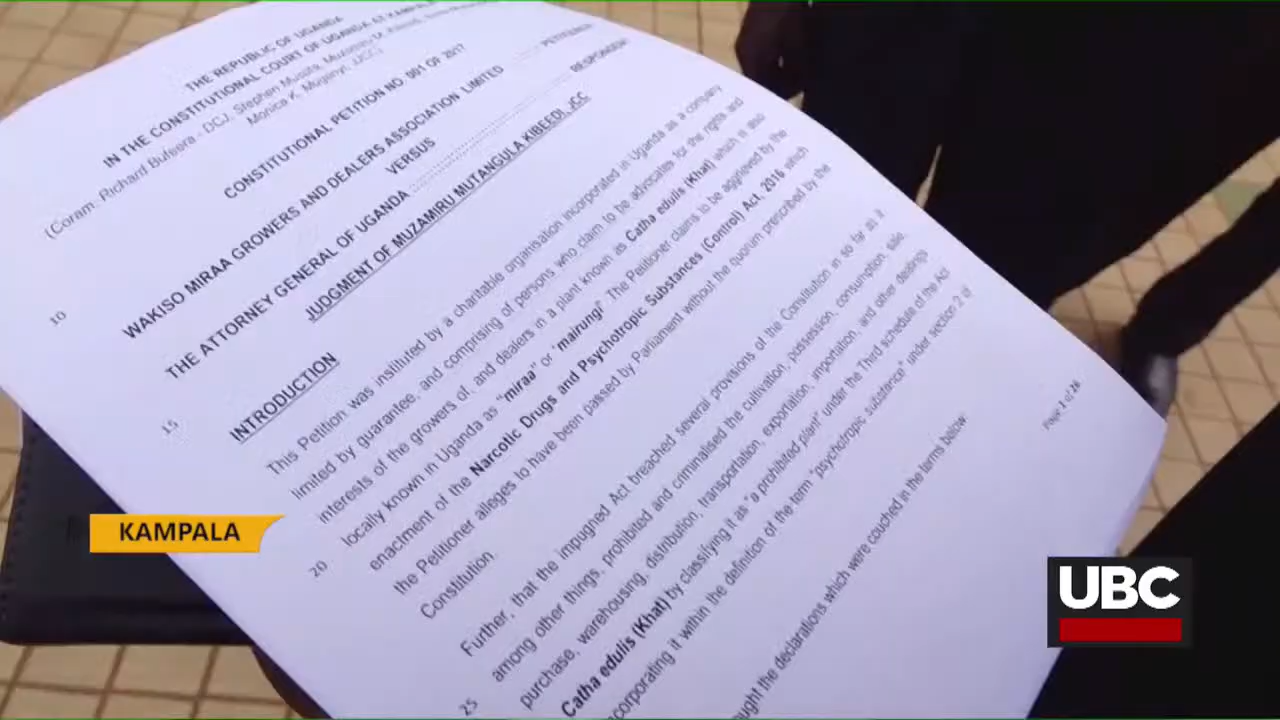 THE REPUBLIC OF UGANDA
IN THE CONSTITUTIONAL COURT OF UGANDA AT KAMPALA
(Coram: Richard Buteera - DCJ, Stephen Musota, Muzamiru M. Kibeedi,
Monica K. Mugenyi, JJCC)
CONSTITUTIONAL PETITION NO. 001 OF 2017
10 WAKISO MIRAA GROWERS AND DEALERS ASSOCIATION LIMITED ........ PETITIONER
VERSUS
THE ATTORNEY GENERAL OF UGANDA ........................ RESPONDENT
JUDGMENT OF MUZAMIRU MUTANGULA KIBEEDI, JCC
15 INTRODUCTION
This Petition was instituted by a charitable organisation incorporated in Uganda as a company
limited by guarantee, and comprising of persons who claim to be advocates for the rights and
interests of the growers of, and dealers in a plant known as Catha edulis (Khat) which is also
locally known in Uganda as "miraa" or "mairungi". The Petitioner claims to be aggrieved by the
20 enactment of the Narcotic Drugs and Psychotropic Substances (Control) Act, 2016 which
the Petitioner alleges to have been passed by Parliament without the quorum prescribed by the
Constitution.
Further, that the impugned Act breached several provisions of the Constitution in so far as it
among other things, prohibited and criminalised the cultivation, possession, consumption, sale,
25 purchase, warehousing, distribution, transportation, exportation, importation, and other dealings
Catha edulis (Khat) by classifying it as "a prohibited plant" under the Third schedule of the Act
corporating it within the definition of the term "psychotropic substance" under section 2 of
ought the declarations which were couched in the terms below:
Page 1 of 26
KAMPALA
UBC